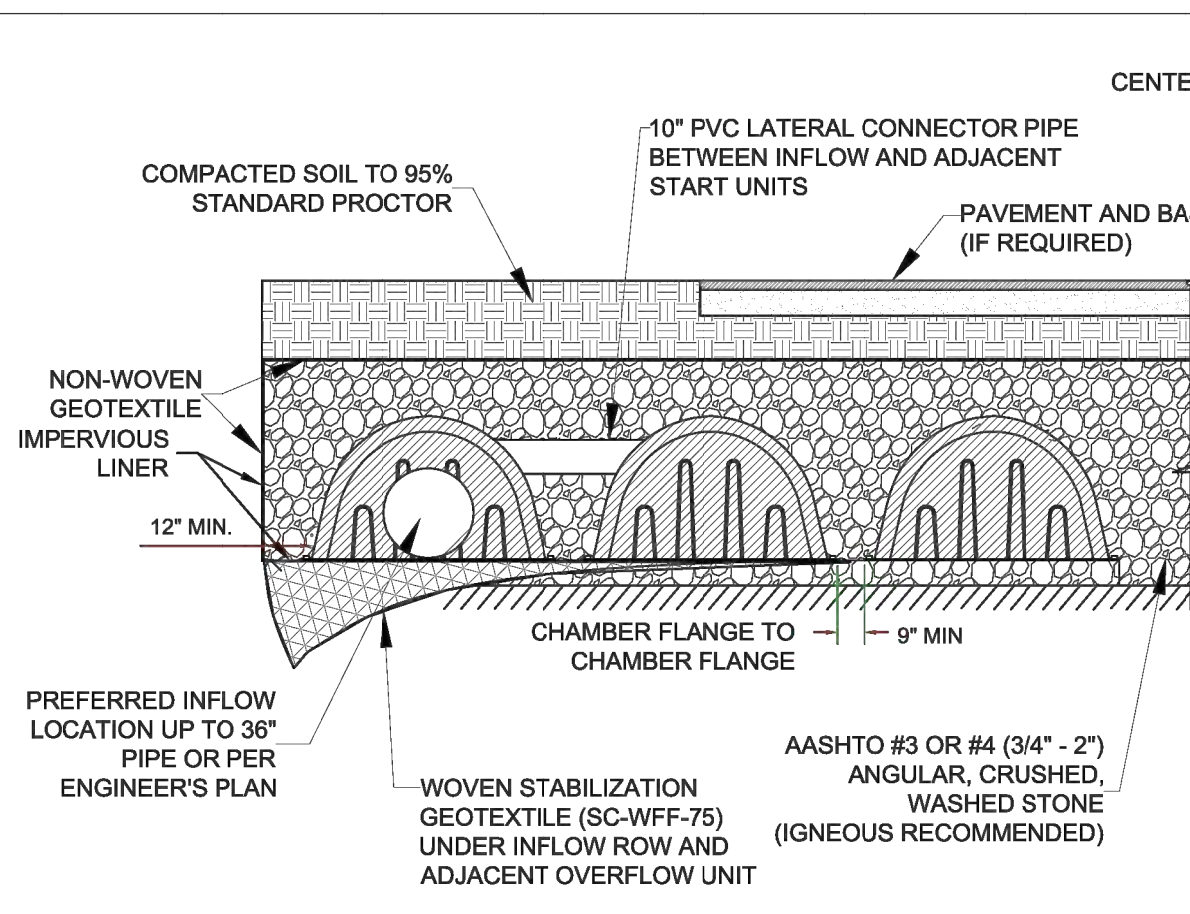 CENTE
10" PVC LATERAL CONNECTOR PIPE
BETWEEN INFLOW AND ADJACENT
START UNITS
COMPACTED SOIL TO 95%
STANDARD PROCTOR
PAVEMENT AND BA
(IF REQUIRED)
NON-WOVEN
GEOTEXTILE
IMPERVIOUS
LINER
12" MIN.
CHAMBER FLANGE TO
CHAMBER FLANGE
9" MIN
PREFERRED INFLOW
LOCATION UP TO 36"
PIPE OR PER
ENGINEER'S PLAN
WOVEN STABILIZATION
GEOTEXTILE (SC-WFF-75)
UNDER INFLOW ROW AND
ADJACENT OVERFLOW UNIT
AASHTO #3 OR #4 (3/4" - 2")
ANGULAR, CRUSHED,
WASHED STONE
(IGNEOUS RECOMMENDED)